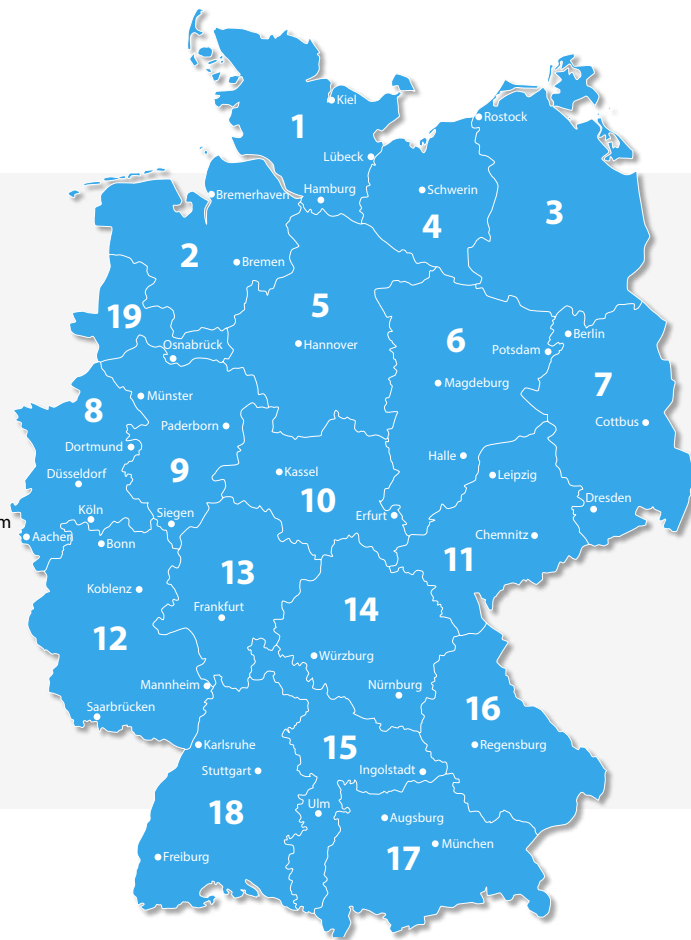 Kiel
1
Rostock
Lübeck
Hamburg
Schwerin
Bremerhaven
3
4
2
Bremen
5
19
Osnabrück
Hannover
6
Berlin
Potsdam
7
Magdeburg
8
Münster
Paderborn
Cottbus
Dortmund
Halle
9
Kassel
Leipzig
Düsseldorf
10
Dresden
Köln
Siegen
Erfurt
m
Aachen
Bonn
Chemnitz
11
13
Koblenz
Frankfurt
14
12
Würzburg
Mannheim
Nürnburg
Saarbrücken
16
Karlsruhe
15
Regensburg
Stuttgart
Ingolstadt
Ulm
18
Augsburg
München
17
Freiburg